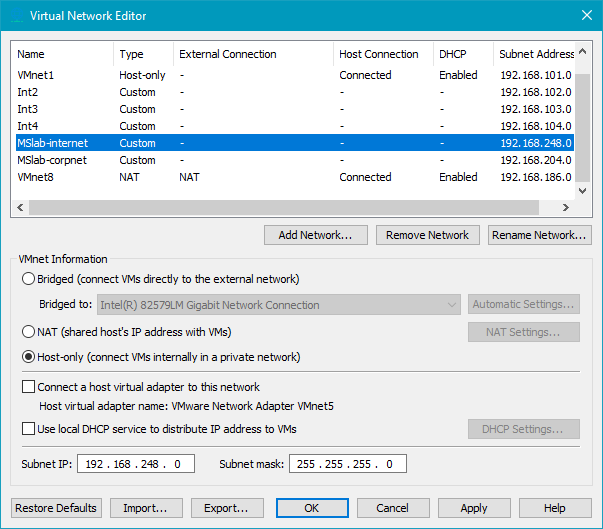 Virtual Network Editor
Name Type External Connection Host Connection DHCP Subnet Address
VMnet1 Host-only - Connected Enabled 192.168.101.0
Int2 Custom - - - 192.168.102.0
Int3 Custom - - - 192.168.103.0
Int4 Custom - - - 192.168.104.0
MSlab-internet Custom - - - 192.168.248.0
MSlab-corpnet Custom - - - 192.168.204.0
VMnet8 NAT NAT Connected Enabled 192.168.186.0
Add Network... Remove Network Rename Network...
VMnet Information
Bridged (connect VMs directly to the external network)
Bridged to: Intel(R) 82579LM Gigabit Network Connection Automatic Settings...
NAT (shared host's IP address with VMs) NAT Settings...
Host-only (connect VMs internally in a private network)
Connect a host virtual adapter to this network
Host virtual adapter name: VMware Network Adapter VMnet5
Use local DHCP service to distribute IP address to VMs DHCP Settings...
Subnet IP: 192 . 168 . 248 . 0 Subnet mask: 255 . 255 . 255 . 0
Restore Defaults Import... Export... OK Cancel Apply Help